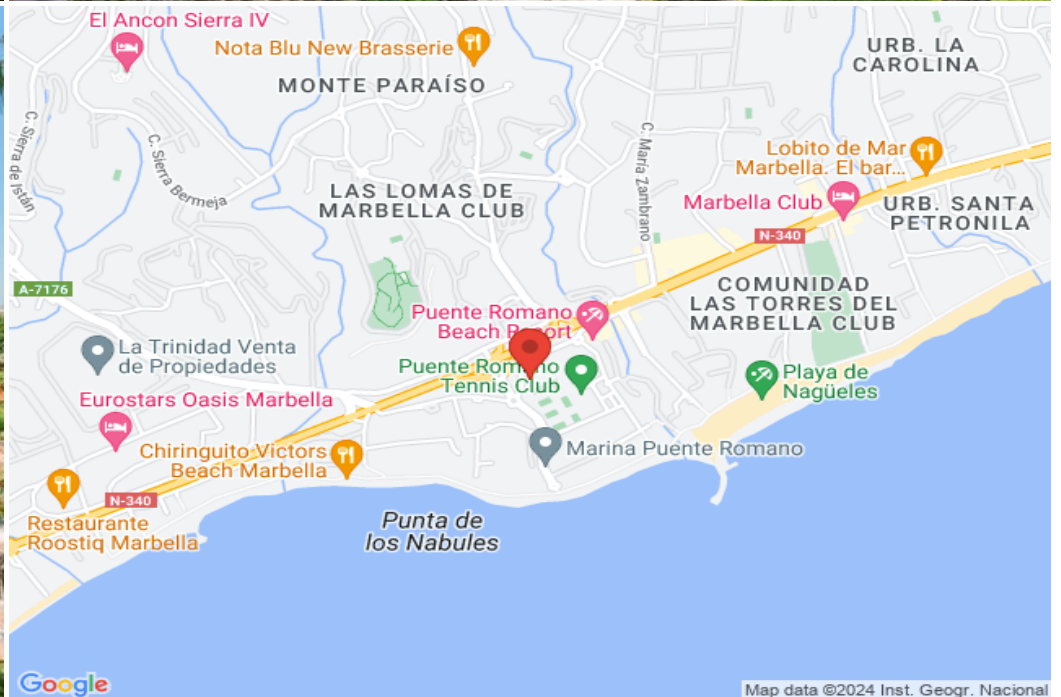 El Ancon Sierra IV
Nota Blu New Brasserie
MONTE PARAÍSO
URB. LA
CAROLINA
C. Sierra de Istán
C. Sierra Bermeja
C. María Zambrano
Lobito de Mar
Marbella. El bar...
LAS LOMAS DE
MARBELLA CLUB
Marbella Club
URB. SANTA
PETRONILA
N-340
A-7176
COMUNIDAD
LAS TORRES DEL
MARBELLA CLUB
Puente Romano
Beach Resort
La Trinidad Venta
de Propiedades
Puente Romano
Tennis Club
Playa de
Nagüeles
Eurostars Oasis Marbella
Chiringuito Victors
Beach Marbella
Marina Puente Romano
N-340
Restaurante
Roostiq Marbella
Punta de
los Nabules
Google
Map data ©2024 Inst. Geogr. Nacional